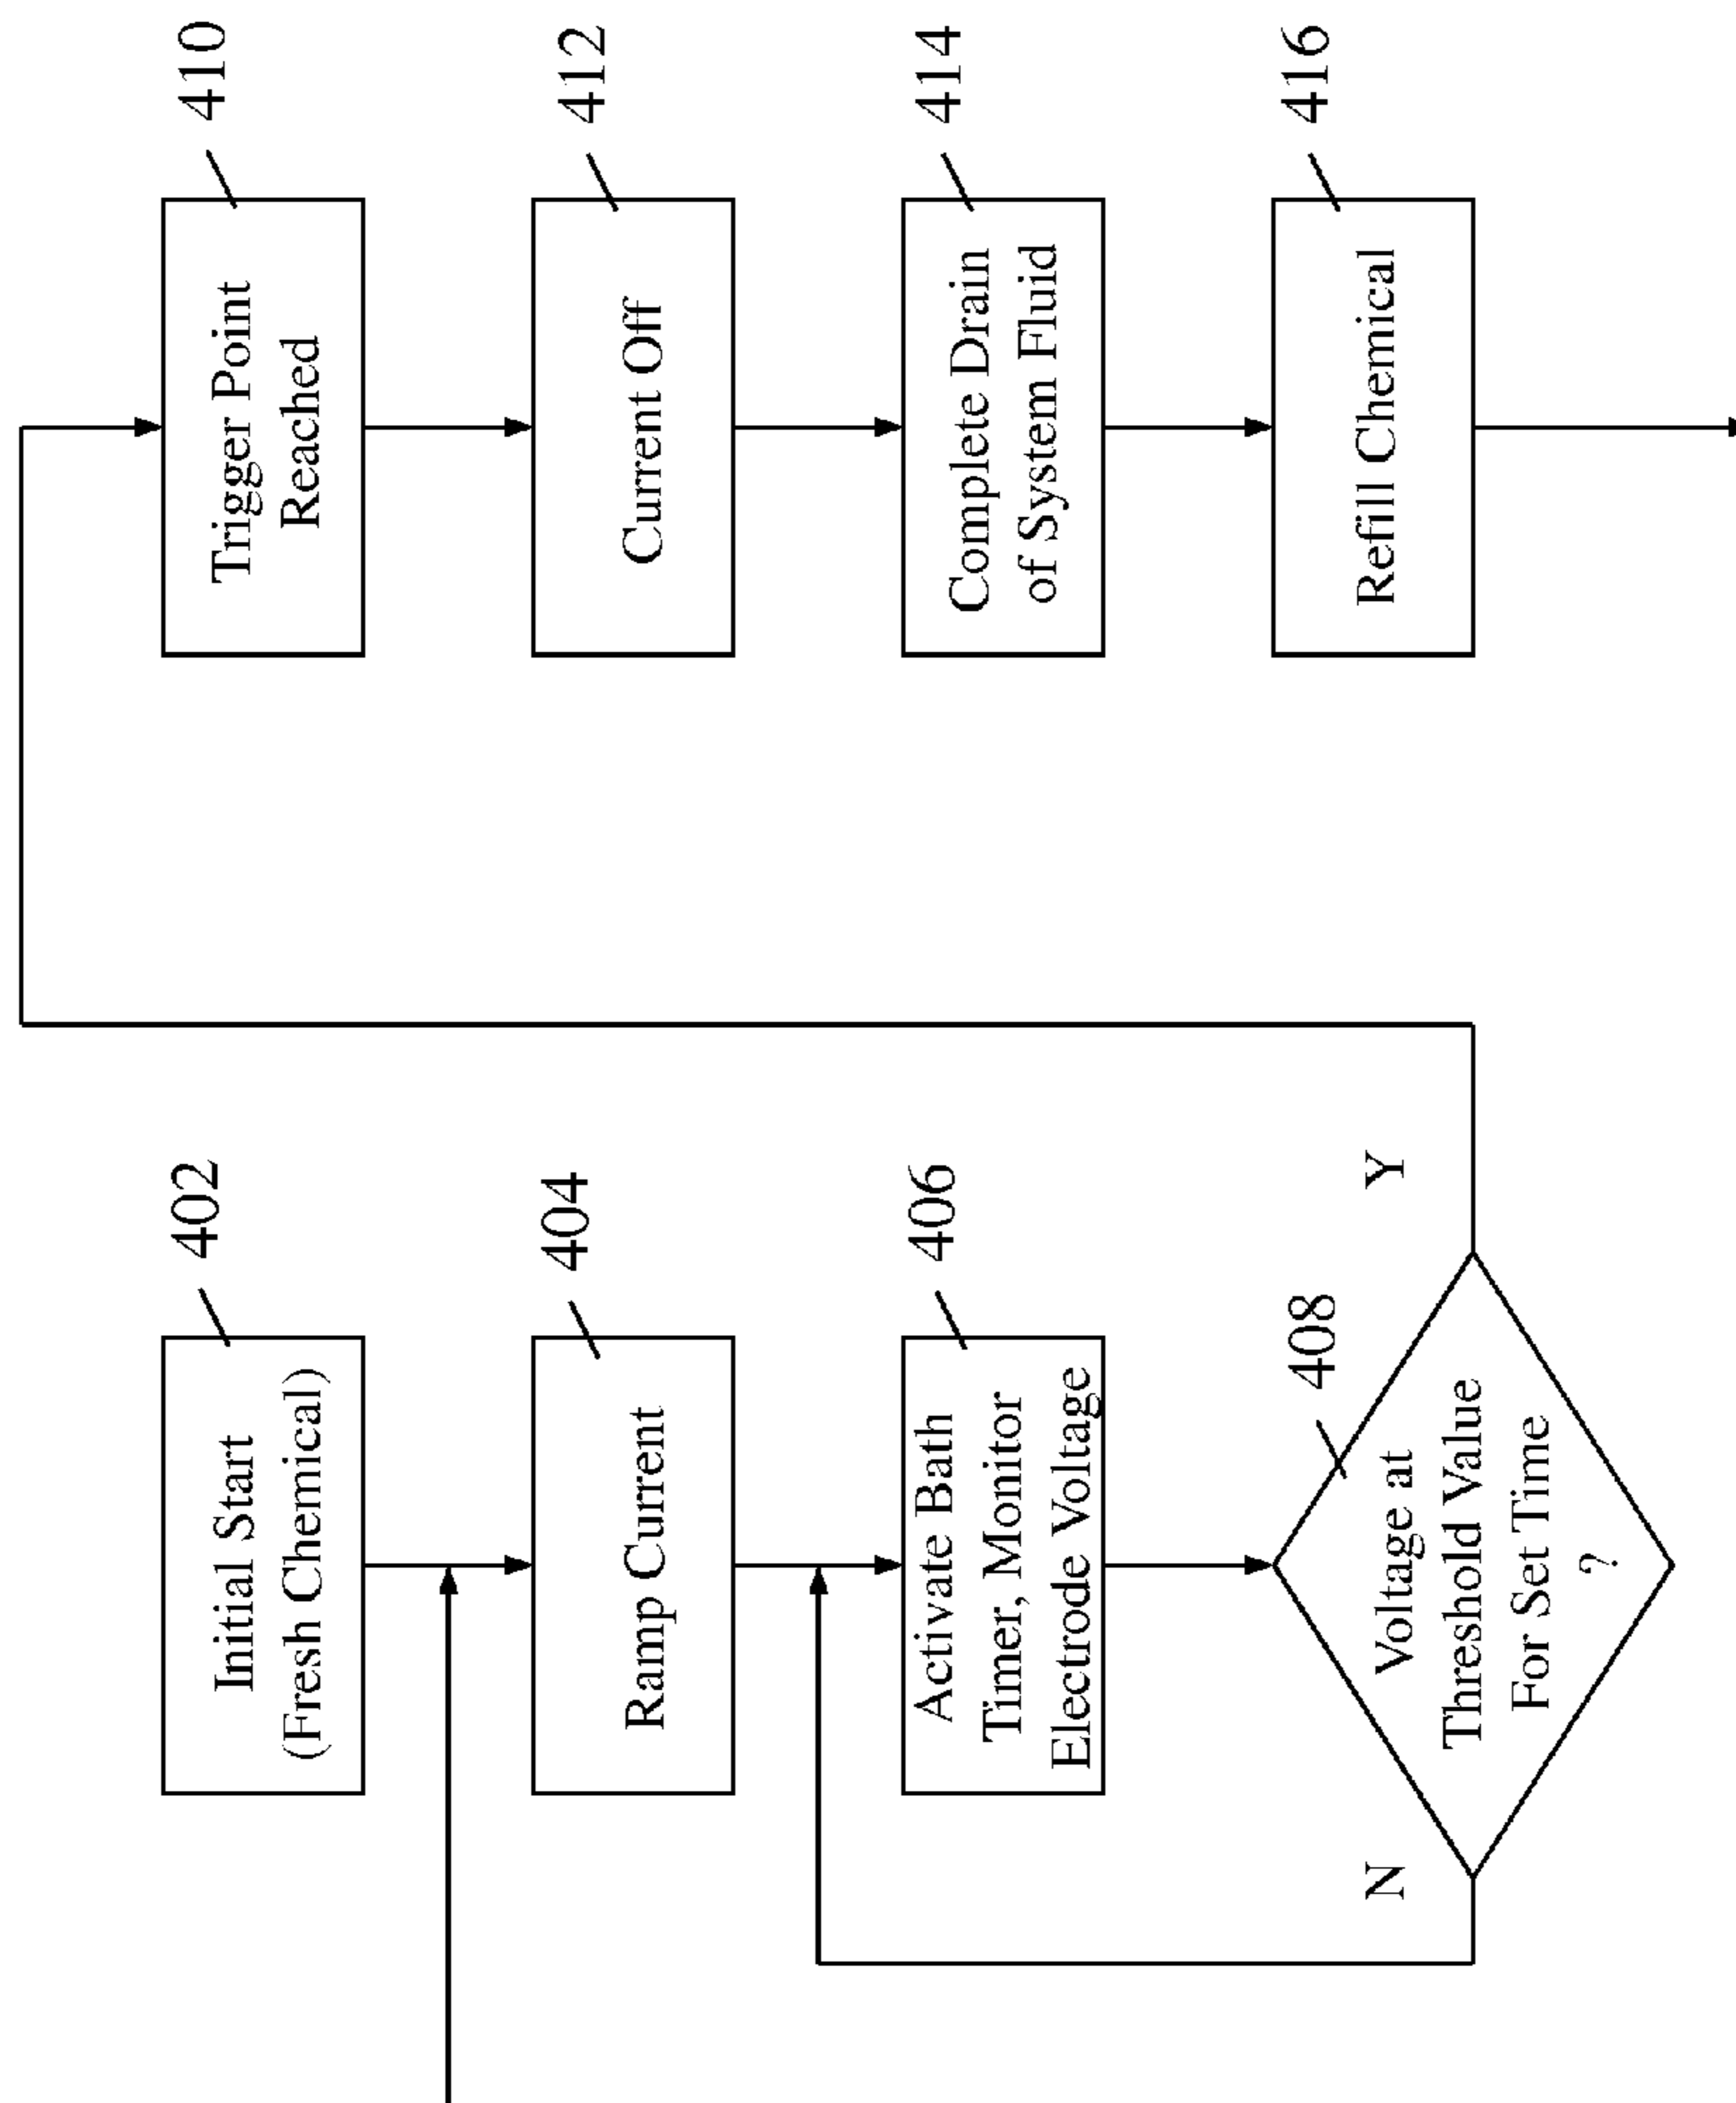 402
Initial Start
(Fresh Chemical)
404
Ramp Current
406
Activate Bath
Timer, Monitor
Electrode Voltage
408
Voltage at
Threshold Value
For Set Time
?
N
Y
410
Trigger Point
Reached
412
Current Off
414
Complete Drain
of System Fluid
416
Refill Chemical